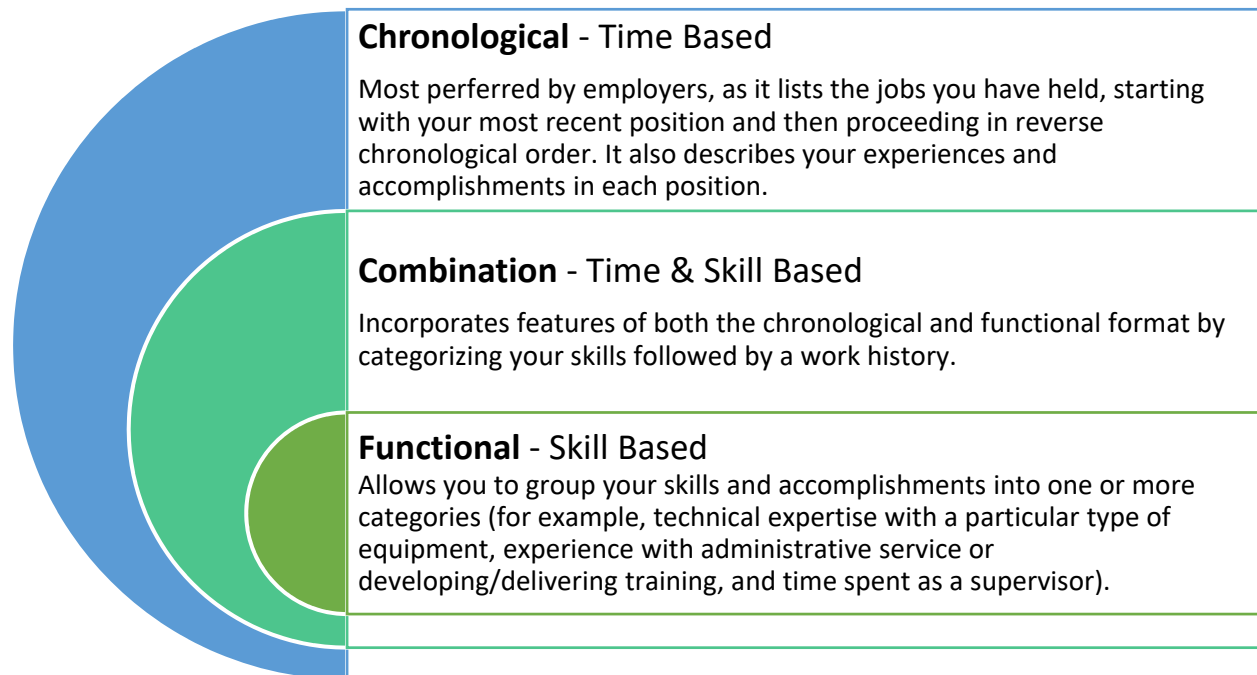 Chronological - Time Based
Most perferred by employers, as it lists the jobs you have held, starting
with your most recent position and then proceeding in reverse
chronological order. It also describes your experiences and
accomplishments in each position.
Combination - Time & Skill Based
Incorporates features of both the chronological and functional format by
categorizing your skills followed by a work history.
Functional - Skill Based
Allows you to group your skills and accomplishments into one or more
categories (for example, technical expertise with a particular type of
equipment, experience with administrative service or
developing/delivering training, and time spent as a supervisor).